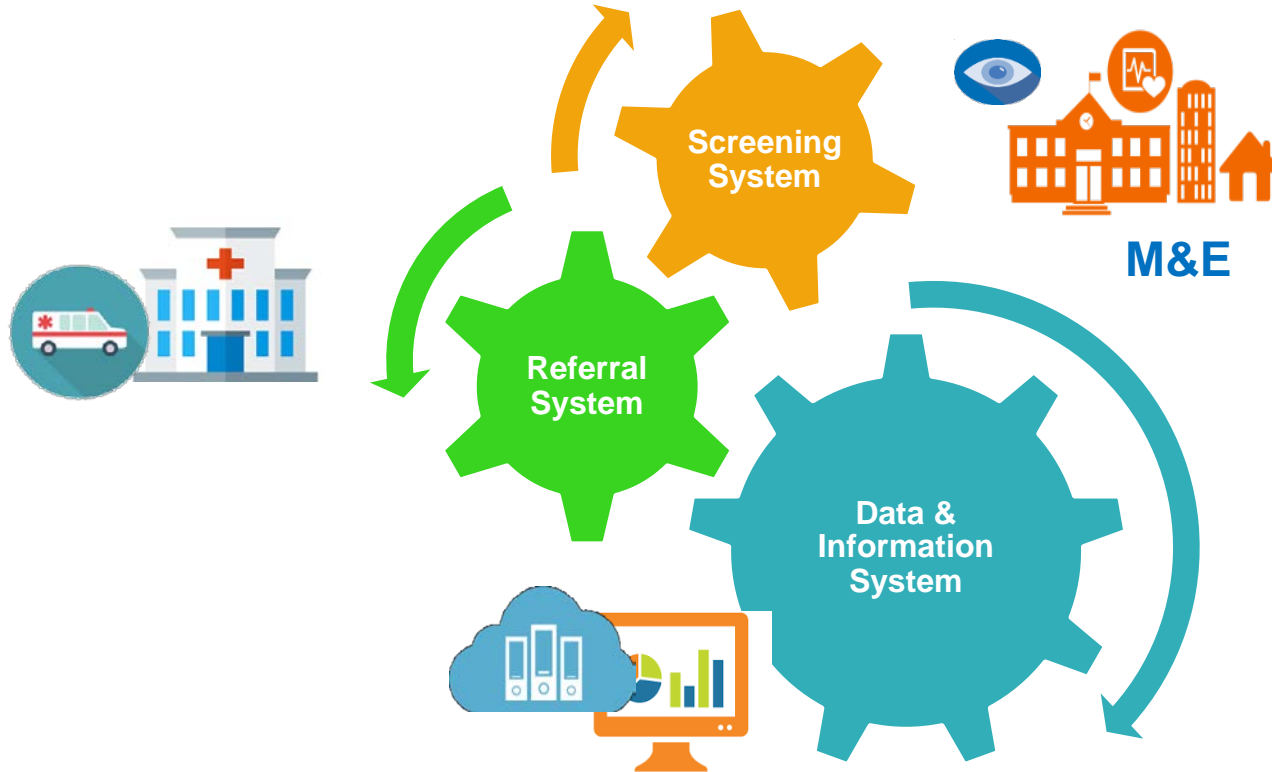 Screening
System
M&E
Referral
System
Data &
Information
System